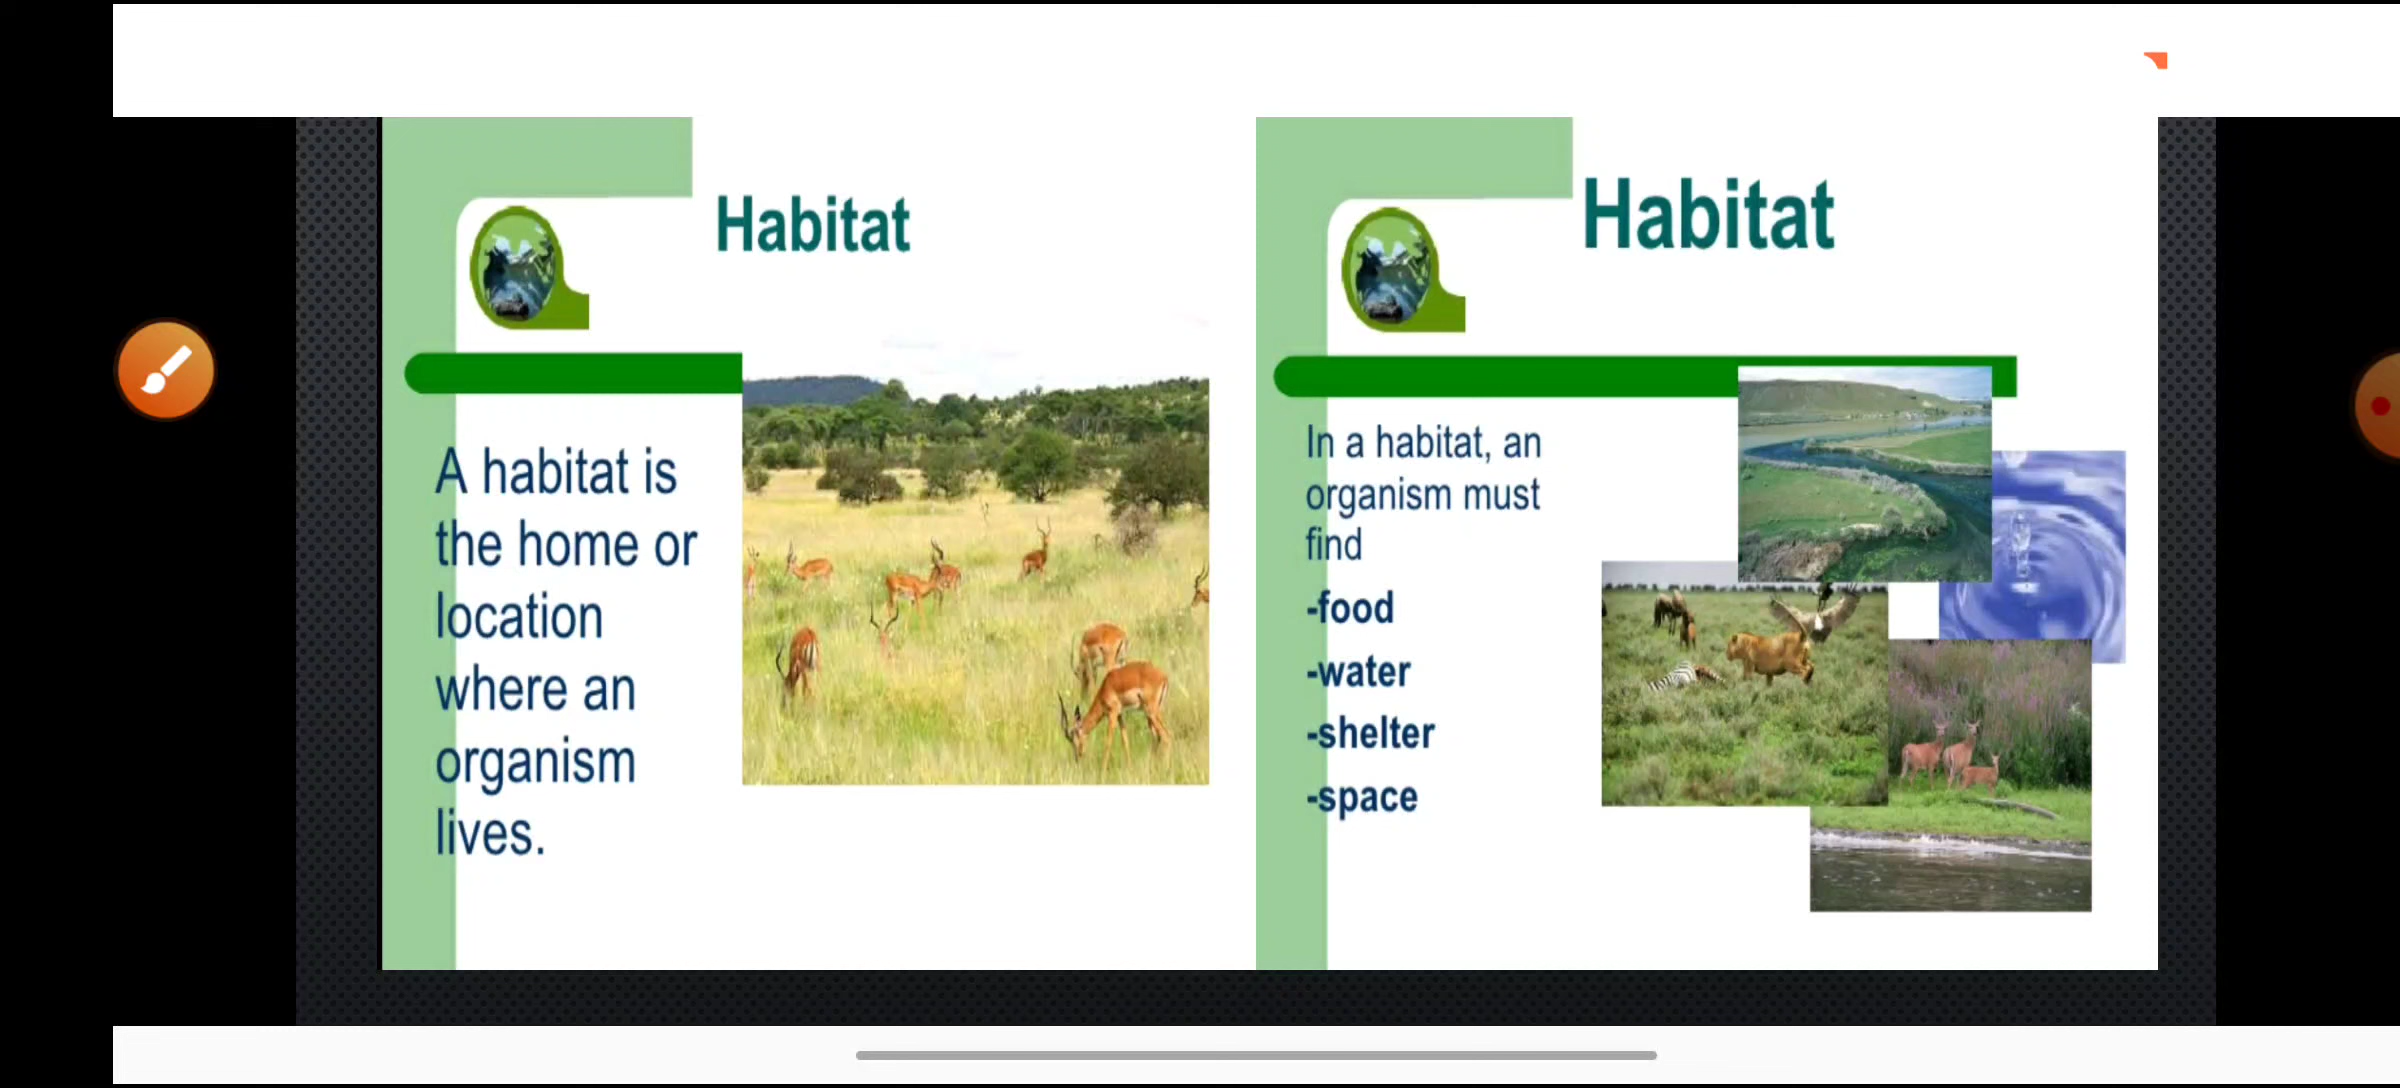 Habitat
A habitat is
the home or
location
where an
organism
lives.
Habitat
In a habitat, an
organism must
find
-food
-water
-shelter
-space